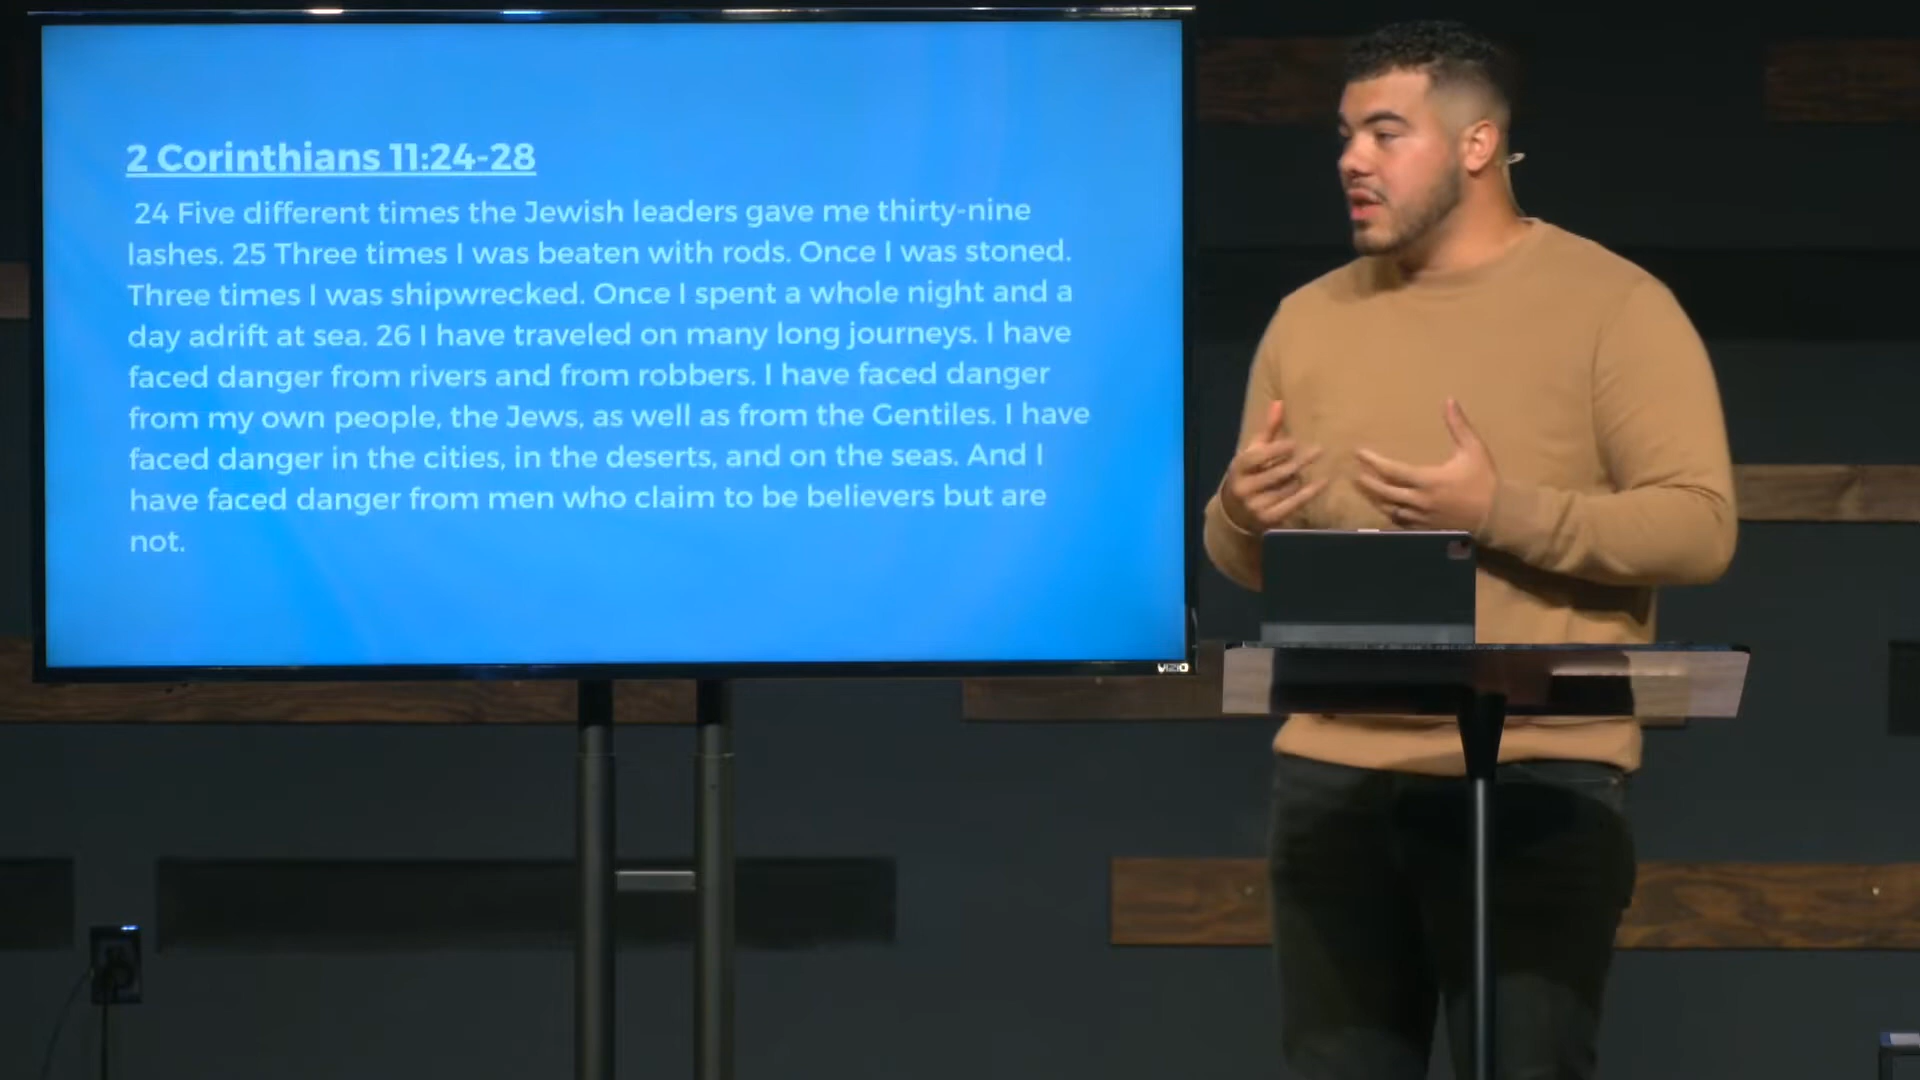 2 Corinthians 11:24-28
24 Five different times the Jewish leaders gave me thirty-nine
lashes. 25 Three times I was beaten with rods. Once I was stoned.
Three times I was shipwrecked. Once I spent a whole night and a
day adrift at sea. 26 I have traveled on many long journeys. I have
faced danger from rivers and from robbers. I have faced danger
from my own people, the Jews, as well as from the Gentiles. I have
faced danger in the cities, in the deserts, and on the seas. And I
have faced danger from men who claim to be believers but are
not.
VIZIO